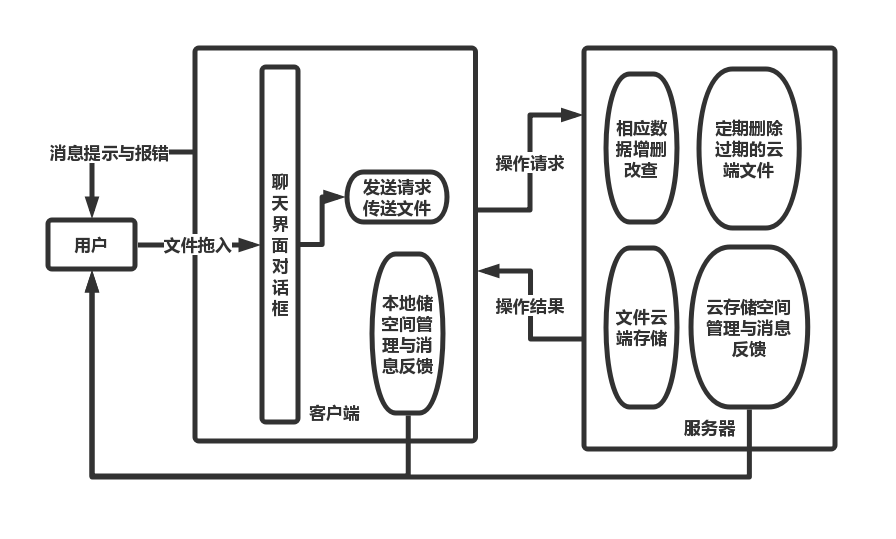 消息提示与报错
用户
文件拖入
聊
天
界
面
对
话
框
发送请求
传送文件
本地储
空间管
理与消
息反馈
客户端
操作请求
操作结果
相应数
据增删
改查
定期删除
过期的云
端文件
文件云
端存储
云存储空间
管理与消息
反馈
服务器